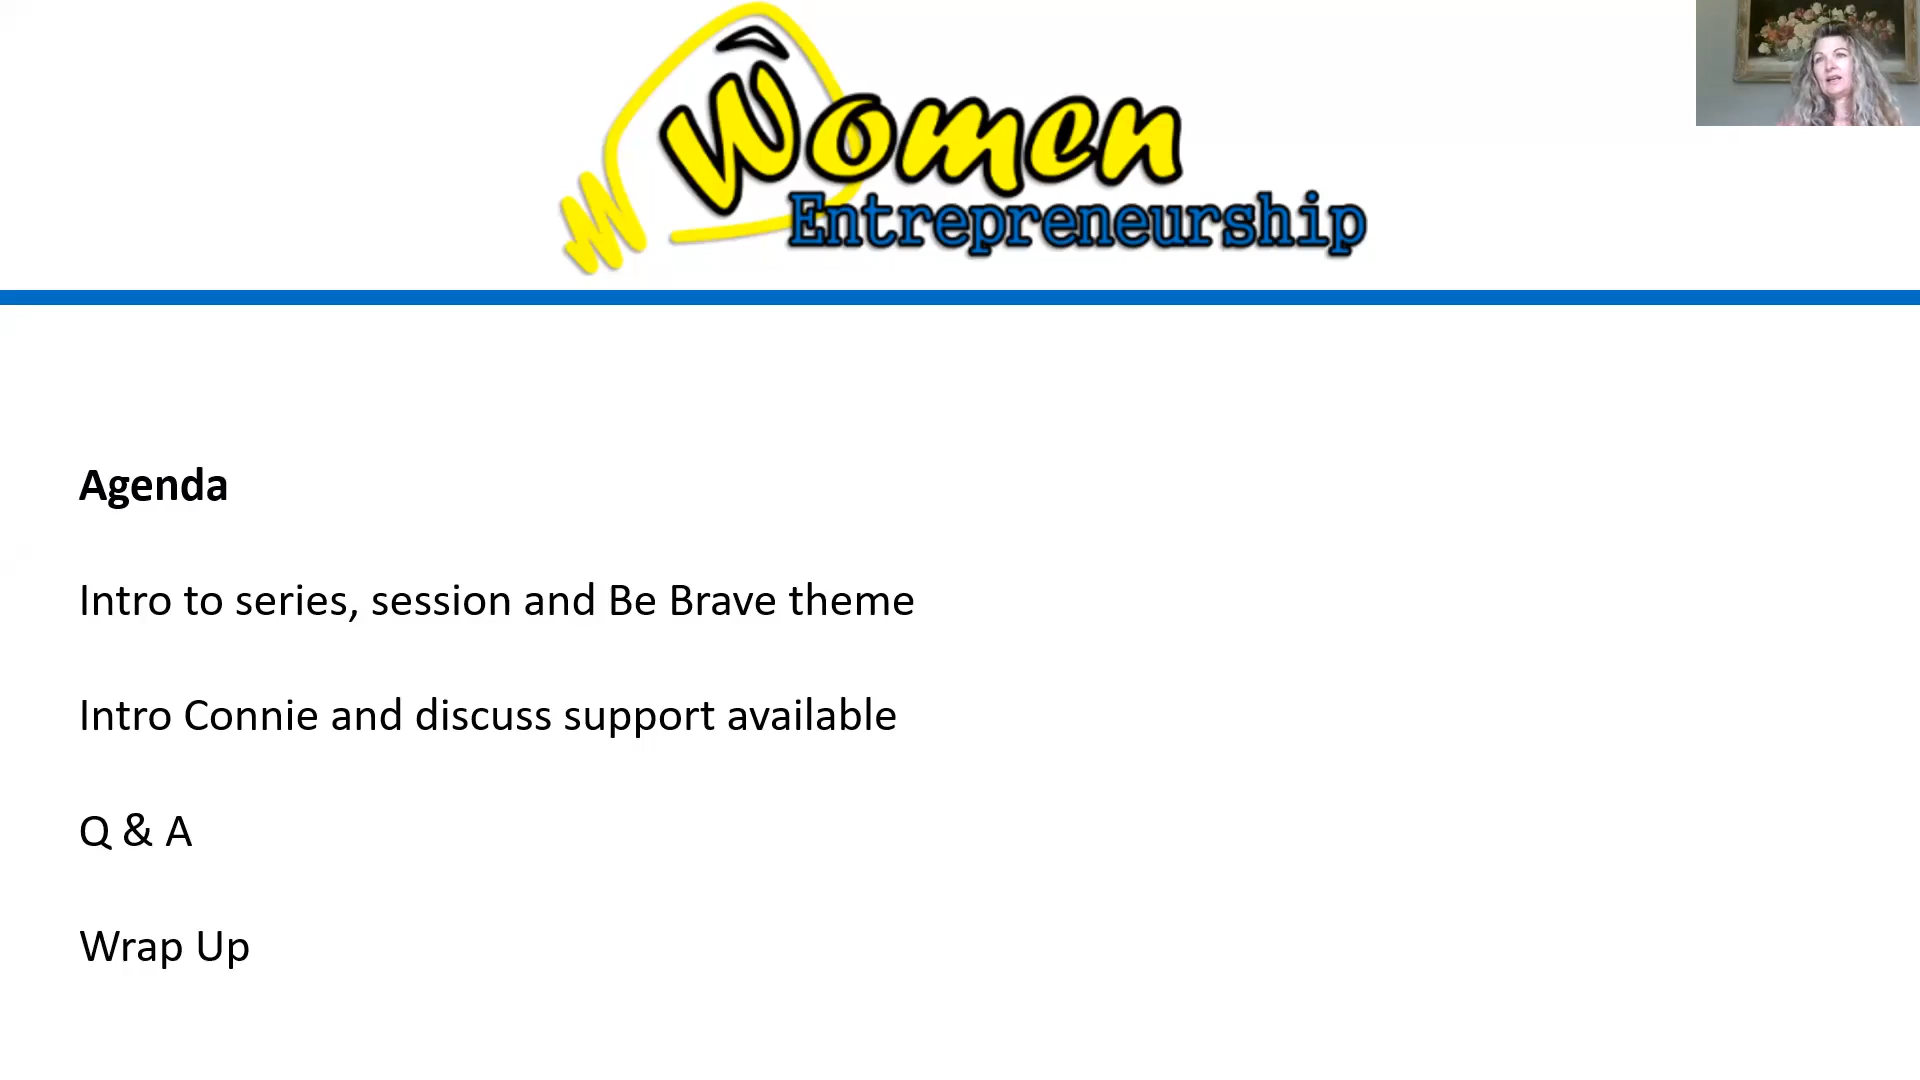 Women
Entrepreneurship
Agenda
Intro to series, session and Be Brave theme
Intro Connie and discuss support available
Q & A
Wrap Up